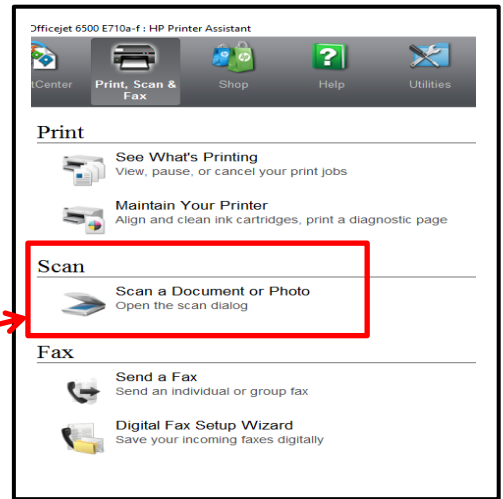 Officejet 6500 E710a-f : HP Printer Assistant
tCenter
Print, Scan &
Fax
Shop
Help
Utilities
Print
See What's Printing
View, pause, or cancel your print jobs
Maintain Your Printer
Align and clean ink cartridges, print a diagnostic page
Scan
Scan a Document or Photo
Open the scan dialog
Fax
Send a Fax
Send an individual or group fax
Digital Fax Setup Wizard
Save your incoming faxes digitally